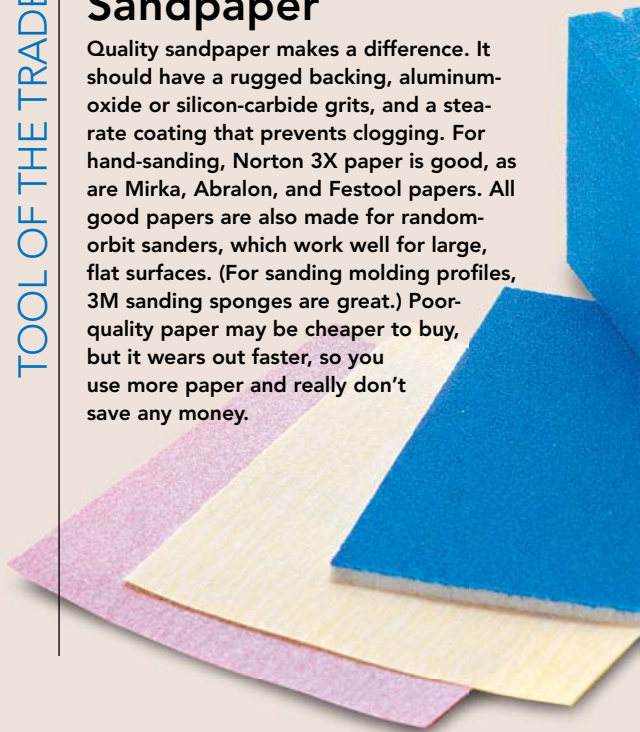 TOOL OF THE TRADE
Sandpaper
Quality sandpaper makes a difference. It
should have a rugged backing, aluminum-
oxide or silicon-carbide grits, and a stea-
rate coating that prevents clogging. For
hand-sanding, Norton 3X paper is good, as
are Mirka, Abralon, and Festool papers. All
good papers are also made for random-
orbit sanders, which work well for large,
flat surfaces. (For sanding molding profiles,
3M sanding sponges are great.) Poor-
quality paper may be cheaper to buy,
but it wears out faster, so you
use more paper and really don’t
save any money.